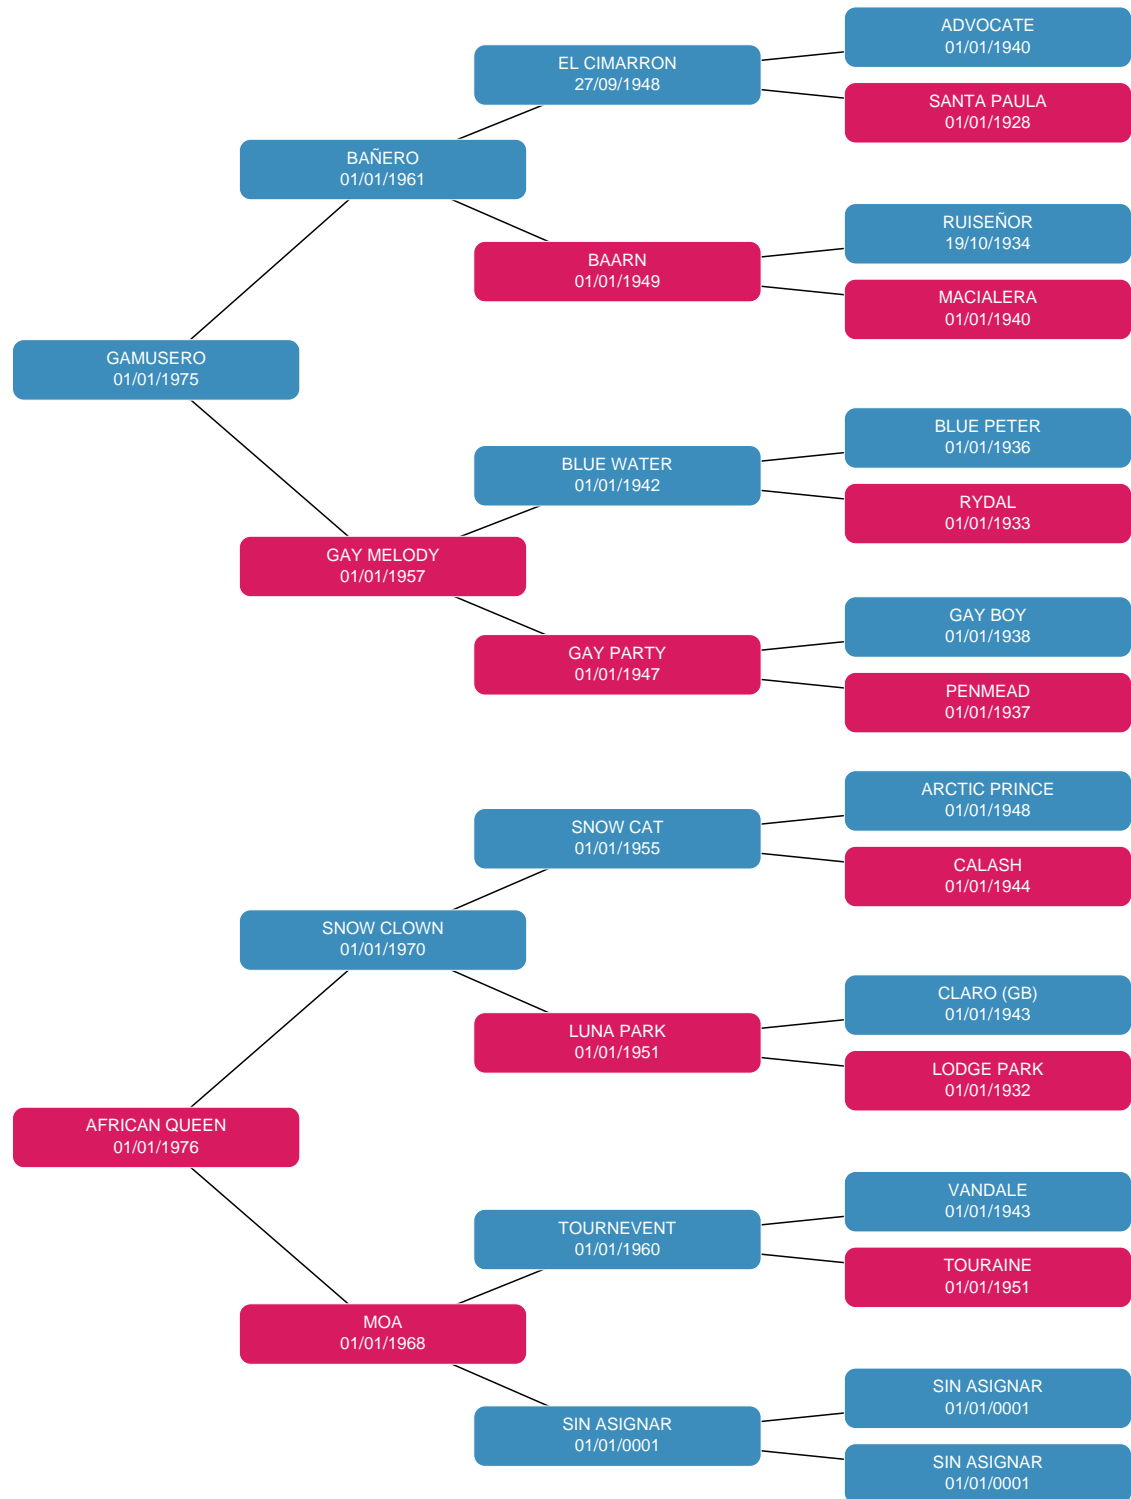 ADVOCATE
01/01/1940
EL CIMARRON
27/09/1948
SANTA PAULA
01/01/1928
BAÑERO
01/01/1961
RUISEÑOR
19/10/1934
BAARN
01/01/1949
MACIALERA
01/01/1940
GAMUSERO
01/01/1975
BLUE PETER
01/01/1936
BLUE WATER
01/01/1942
RYDAL
01/01/1933
GAY MELODY
01/01/1957
GAY BOY
01/01/1938
GAY PARTY
01/01/1947
PENMEAD
01/01/1937
ARCTIC PRINCE
01/01/1948
SNOW CAT
01/01/1955
CALASH
01/01/1944
SNOW CLOWN
01/01/1970
CLARO (GB)
01/01/1943
LUNA PARK
01/01/1951
LODGE PARK
01/01/1932
AFRICAN QUEEN
01/01/1976
VANDALE
01/01/1943
TOURNEVENT
01/01/1960
TOURAINE
01/01/1951
MOA
01/01/1968
SIN ASIGNAR
01/01/0001
SIN ASIGNAR
01/01/0001
SIN ASIGNAR
01/01/0001